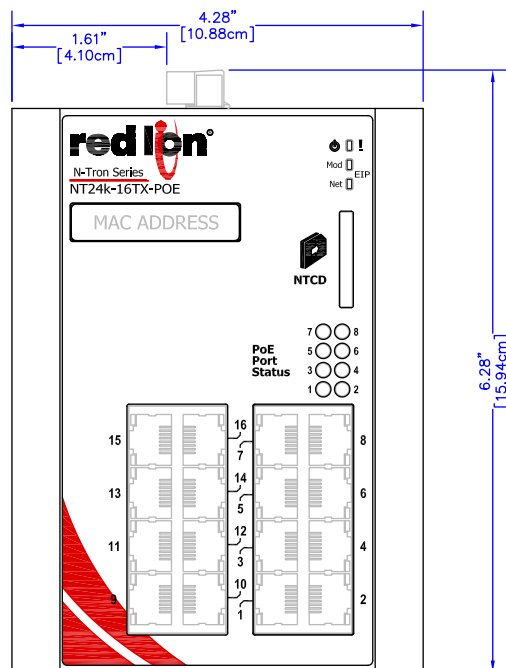 4.28"
[10.88cm]
1.61"
[4.10cm]
red lion®
!
N-Tron Series
Mod
EIP
NT24k-16TX-POE
Net
MAC ADDRESS
NTCD
6.28"
[15.94cm]
7 8
PoE
Port
Status
5 6
3 4
1 2
15 16 8
7
13 14 6
5
11 12 4
3
9 10 2
1